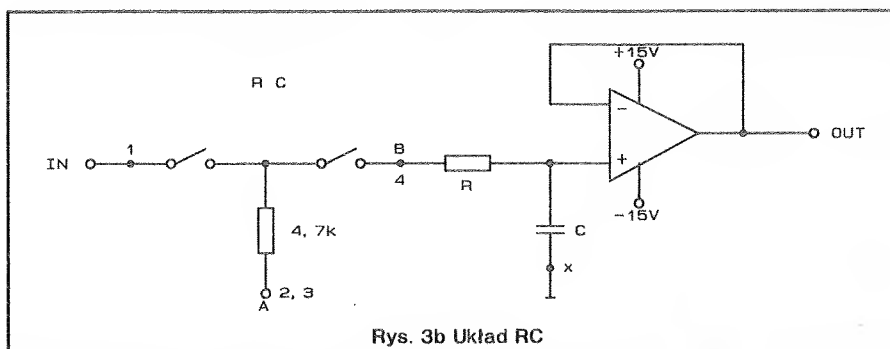 +15V
R C
−
IN
1
B
OUT
+
4
R
−15V
4, 7k
C
x
2, 3
A
Rys. 3b Układ RC